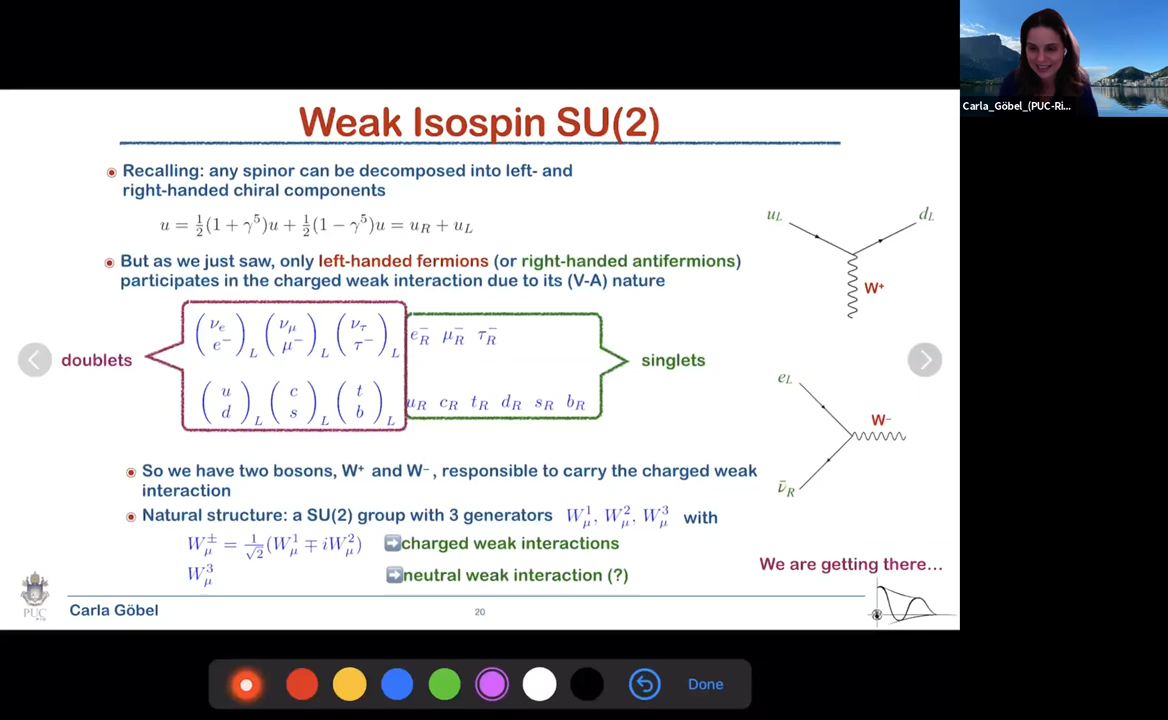 Carla_Göbel_(PUC-Ri...
Weak Isospin SU(2)
Recalling: any spinor can be decomposed into left- and
right-handed chiral components
u = ½(1 + γ⁵)u + ½(1 − γ⁵)u = u_R + u_L
But as we just saw, only left-handed fermions (or right-handed antifermions)
participates in the charged weak interaction due to its (V-A) nature
u_L
d_L
W⁺
doublets
(ν_e e⁻)_L (ν_μ μ⁻)_L (ν_τ τ⁻)_L e⁻_R μ⁻_R τ⁻_R
(u d)_L (c s)_L (t b)_L u_R c_R t_R d_R s_R b_R
singlets
e_L
W⁻
ν̄_R
So we have two bosons, W⁺ and W⁻, responsible to carry the charged weak
interaction
Natural structure: a SU(2) group with 3 generators W¹_μ, W²_μ, W³_μ with
W^±_μ = 1/√2 (W¹_μ ∓ iW²_μ) charged weak interactions
W³_μ neutral weak interaction (?)
We are getting there...
PUC
Carla Göbel
20
Done